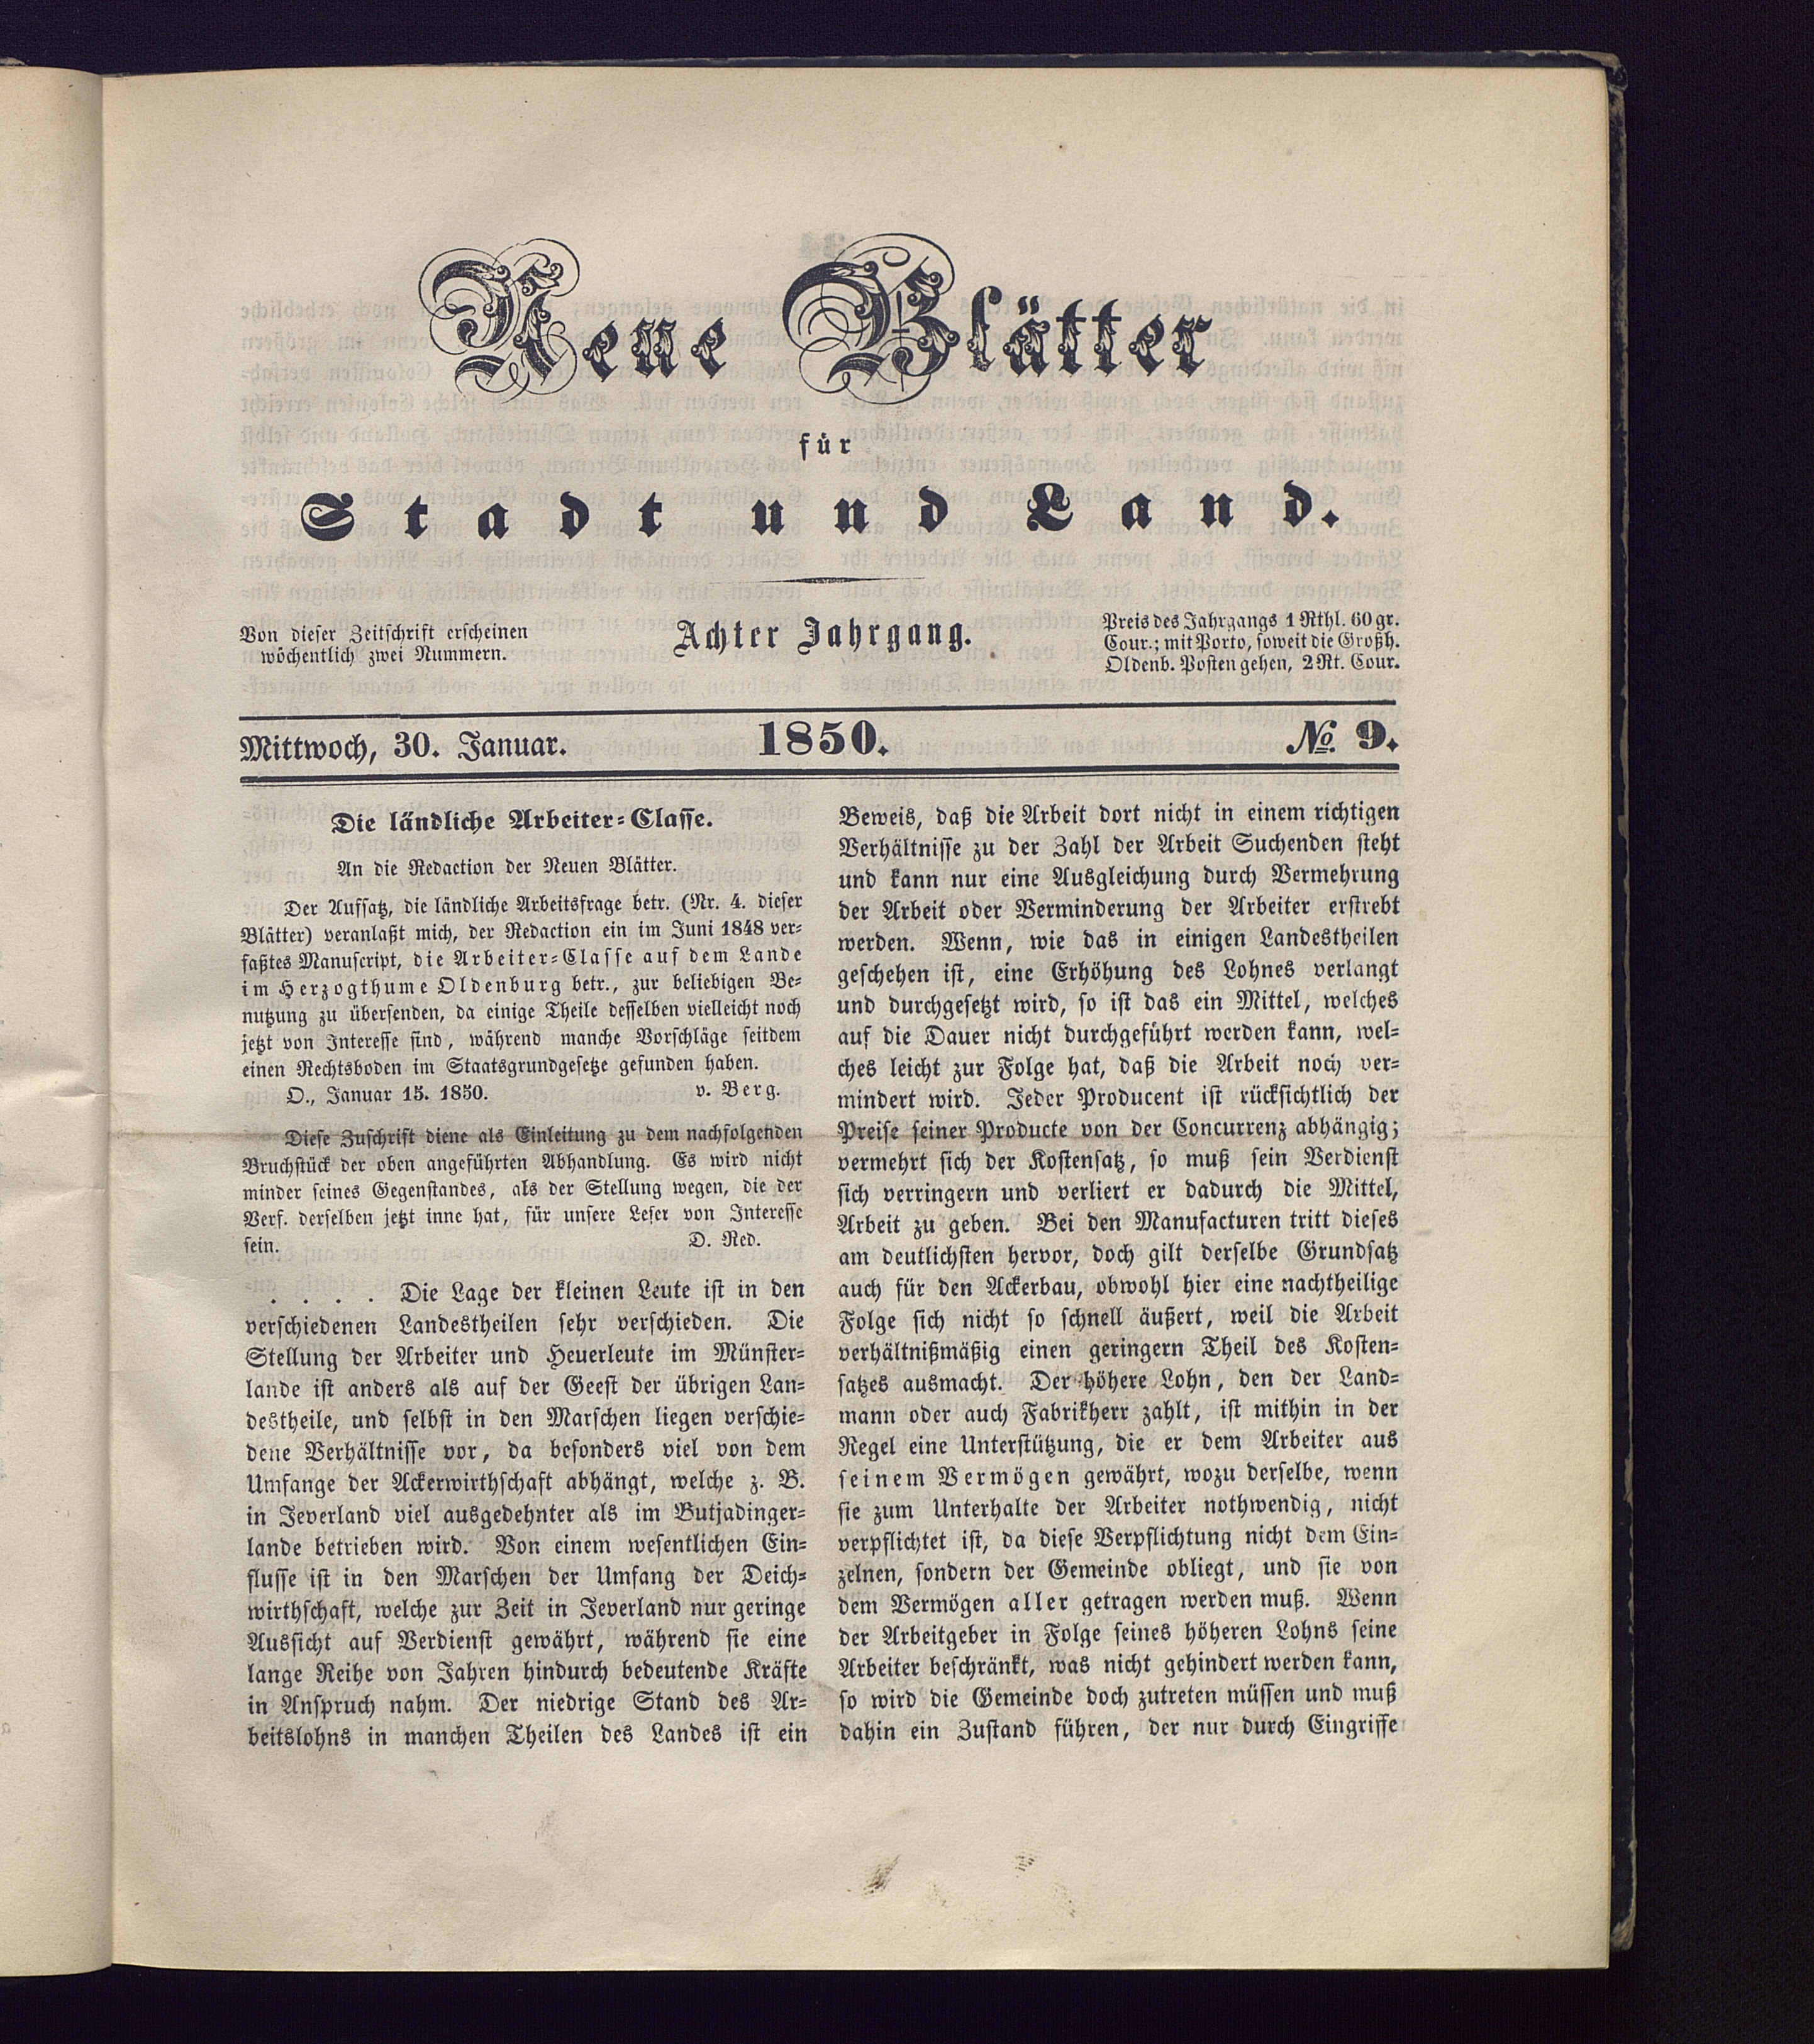 Neue Blätter
für
Stadt und Land.
Von dieser Zeitschrift erscheinen
wöchentlich zwei Nummern.
Achter Jahrgang.
Preis des Jahrgangs 1 Rthl. 60 gr.
Cour.; mit Porto, soweit die Großh.
Oldenb. Posten gehen, 2 Rt. Cour.
Mittwoch, 30. Januar. 1850. No. 9.
Die ländliche Arbeiter-Classe.
An die Redaction der Neuen Blätter.
Der Aufsatz, die ländliche Arbeitsfrage betr. (Nr. 4. dieser
Blätter) veranlaßt mich, der Redaction ein im Juni 1848 ver-
faßtes Manuscript, die Arbeiter-Classe auf dem Lande
im Herzogthume Oldenburg betr., zur beliebigen Be-
nutzung zu übersenden, da einige Theile desselben vielleicht noch
jetzt von Interesse sind, während manche Vorschläge seitdem
einen Rechtsboden im Staatsgrundgesetze gefunden haben.
O., Januar 15. 1850. v. Berg.
Diese Zuschrift diene als Einleitung zu dem nachfolgenden
Bruchstück der oben angeführten Abhandlung. Es wird nicht
minder seines Gegenstandes, als der Stellung wegen, die der
Verf. derselben jetzt inne hat, für unsere Leser von Interesse
sein. D. Red.
. . . . Die Lage der kleinen Leute ist in den
verschiedenen Landestheilen sehr verschieden. Die
Stellung der Arbeiter und Heuerleute im Münster-
lande ist anders als auf der Geest der übrigen Lan-
destheile, und selbst in den Marschen liegen verschie-
dene Verhältnisse vor, da besonders viel von dem
Umfange der Ackerwirthschaft abhängt, welche z. B.
in Jeverland viel ausgedehnter als im Butjadinger-
lande betrieben wird. Von einem wesentlichen Ein-
flusse ist in den Marschen der Umfang der Deich-
wirthschaft, welche zur Zeit in Jeverland nur geringe
Aussicht auf Verdienst gewährt, während sie eine
lange Reihe von Jahren hindurch bedeutende Kräfte
in Anspruch nahm. Der niedrige Stand des Ar-
beitslohns in manchen Theilen des Landes ist ein
Beweis, daß die Arbeit dort nicht in einem richtigen
Verhältnisse zu der Zahl der Arbeit Suchenden steht
und kann nur eine Ausgleichung durch Vermehrung
der Arbeit oder Verminderung der Arbeiter erstrebt
werden. Wenn, wie das in einigen Landestheilen
geschehen ist, eine Erhöhung des Lohnes verlangt
und durchgesetzt wird, so ist das ein Mittel, welches
auf die Dauer nicht durchgeführt werden kann, wel-
ches leicht zur Folge hat, daß die Arbeit noch ver-
mindert wird. Jeder Producent ist rücksichtlich der
Preise seiner Producte von der Concurrenz abhängig;
vermehrt sich der Kostensatz, so muß sein Verdienst
sich verringern und verliert er dadurch die Mittel,
Arbeit zu geben. Bei den Manufacturen tritt dieses
am deutlichsten hervor, doch gilt derselbe Grundsatz
auch für den Ackerbau, obwohl hier eine nachtheilige
Folge sich nicht so schnell äußert, weil die Arbeit
verhältnißmäßig einen geringern Theil des Kosten-
satzes ausmacht. Der höhere Lohn, den der Land-
mann oder auch Fabrikherr zahlt, ist mithin in der
Regel eine Unterstützung, die er dem Arbeiter aus
seinem Vermögen gewährt, wozu derselbe, wenn
sie zum Unterhalte der Arbeiter nothwendig, nicht
verpflichtet ist, da diese Verpflichtung nicht dem Ein-
zelnen, sondern der Gemeinde obliegt, und sie von
dem Vermögen aller getragen werden muß. Wenn
der Arbeitgeber in Folge seines höheren Lohns seine
Arbeiter beschränkt, was nicht gehindert werden kann,
so wird die Gemeinde doch zutreten müssen und muß
dahin ein Zustand führen, der nur durch Eingriffe